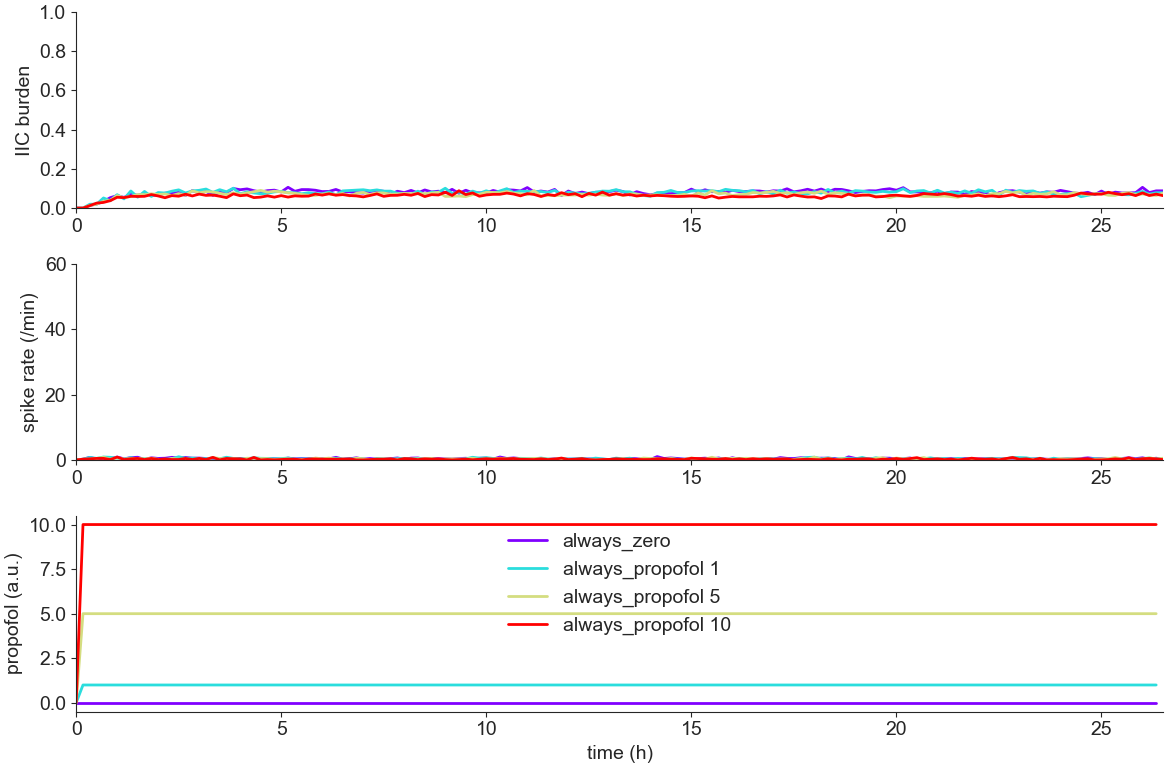 IIC burden
1.0
0.8
0.6
0.4
0.2
0.0
0 5 10 15 20 25
spike rate (/min)
60
40
20
0
0 5 10 15 20 25
propofol (a.u.)
10.0
7.5
5.0
2.5
0.0
always_zero
always_propofol 1
always_propofol 5
always_propofol 10
0 5 10 15 20 25
time (h)